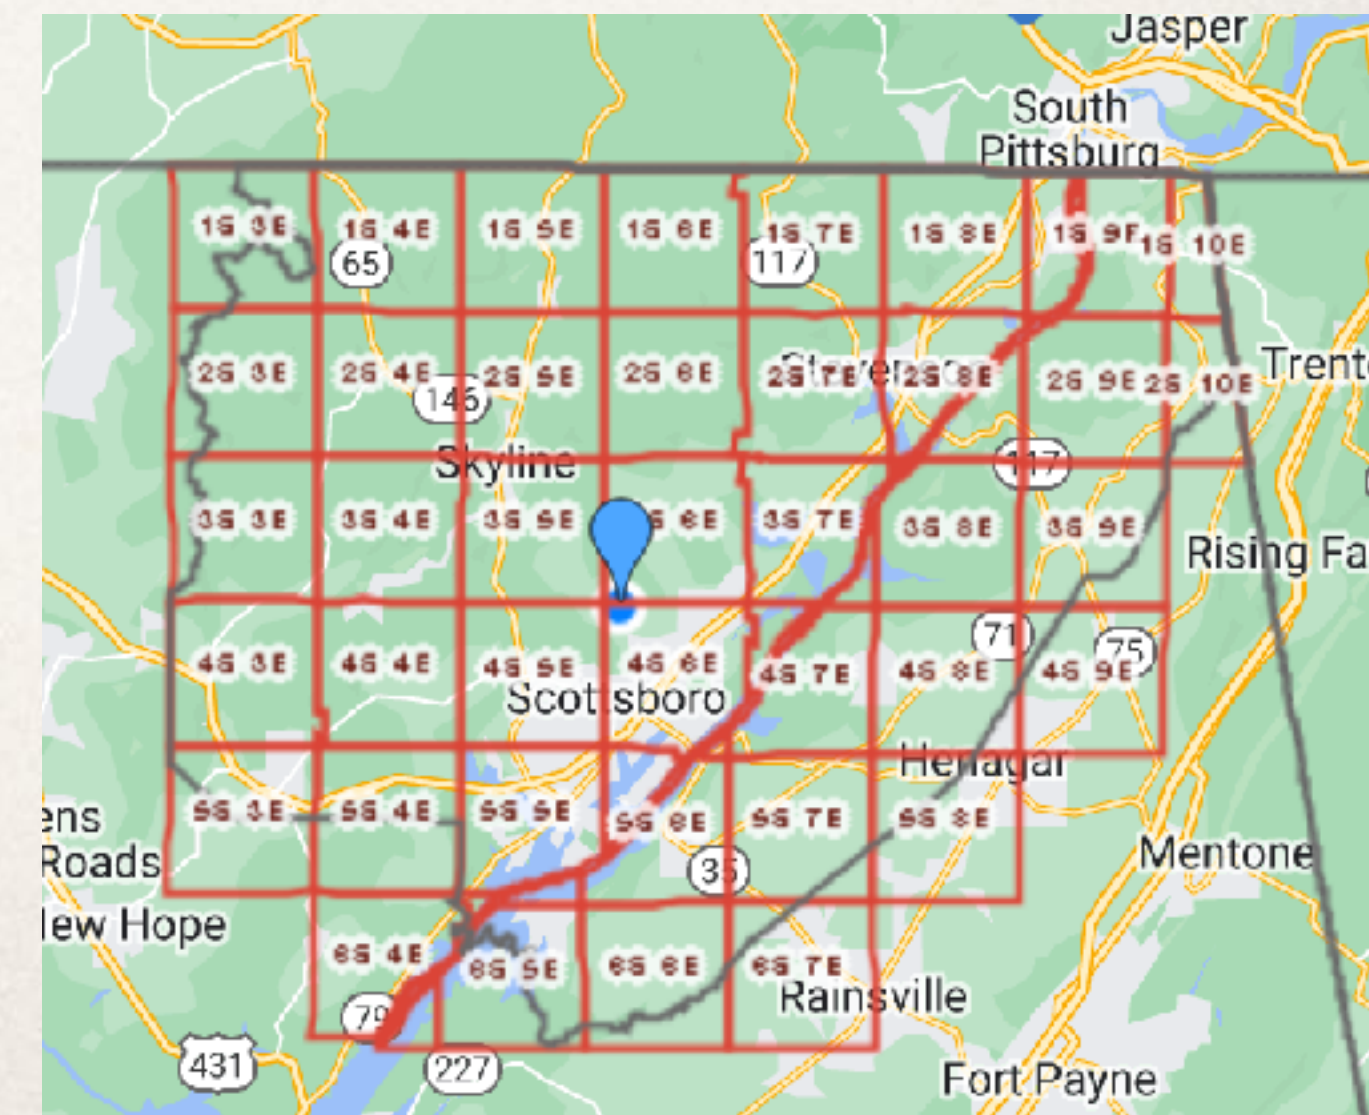 Jasper
South
Pittsburg
1S 3E
1S 4E
1S 5E
1S 6E
1S 7E
1S 8E
1S 9E
1S 10E
65
117
Stevenson
Trent
2S 3E
2S 4E
2S 5E
2S 6E
2S 7E
2S 8E
2S 9E
2S 10E
146
Skyline
117
3S 3E
3S 4E
3S 5E
S 6E
3S 7E
3S 8E
3S 9E
Rising Fa
71
75
4S 3E
4S 4E
4S 5E
4S 6E
4S 7E
4S 8E
4S 9E
Scottsboro
Henagar
5S 3E
5S 4E
5S 5E
5S 6E
5S 7E
5S 8E
ens
Roads
35
Mentone
lew Hope
6S 4E
6S 5E
6S 6E
6S 7E
Rainsville
79
431
227
Fort Payne